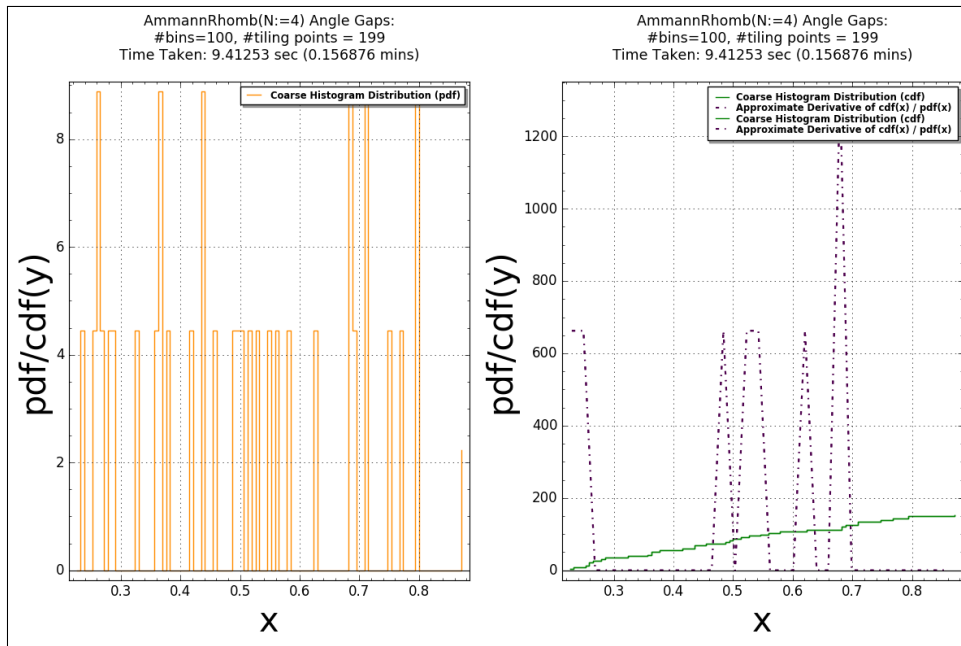 AmmannRhomb(N:=4) Angle Gaps:
#bins=100, #tiling points = 199
Time Taken: 9.41253 sec (0.156876 mins)
Coarse Histogram Distribution (pdf)
8
6
4
2
0
0.3
0.4
0.5
0.6
0.7
0.8
pdf/cdf(y)
x
AmmannRhomb(N:=4) Angle Gaps:
#bins=100, #tiling points = 199
Time Taken: 9.41253 sec (0.156876 mins)
Coarse Histogram Distribution (cdf)
Approximate Derivative of cdf(x) / pdf(x)
Coarse Histogram Distribution (cdf)
Approximate Derivative of cdf(x) / pdf(x)
1200
1000
800
600
400
200
0
0.3
0.4
0.5
0.6
0.7
0.8
pdf/cdf(y)
x